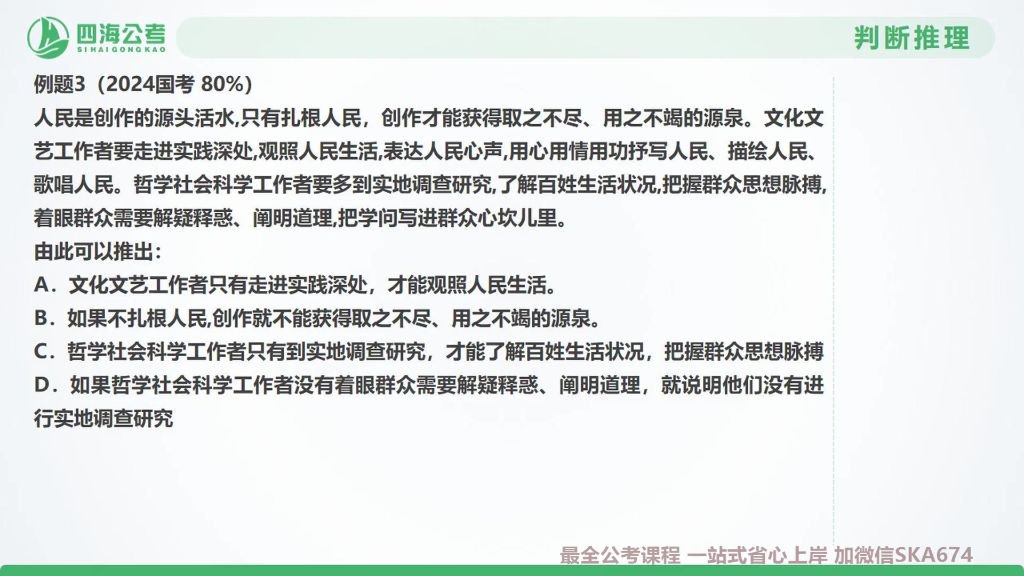 四海公考
SIHAIGONGKAO
判断推理
例题3（2024国考 80%）
人民是创作的源头活水,只有扎根人民，创作才能获得取之不尽、用之不竭的源泉。文化文
艺工作者要走进实践深处,观照人民生活,表达人民心声,用心用情用功抒写人民、描绘人民、
歌唱人民。哲学社会科学工作者要多到实地调查研究,了解百姓生活状况,把握群众思想脉搏,
着眼群众需要解疑释惑、阐明道理,把学问写进群众心坎儿里。
由此可以推出：
A．文化文艺工作者只有走进实践深处，才能观照人民生活。
B．如果不扎根人民,创作就不能获得取之不尽、用之不竭的源泉。
C．哲学社会科学工作者只有到实地调查研究，才能了解百姓生活状况，把握群众思想脉搏
D．如果哲学社会科学工作者没有着眼群众需要解疑释惑、阐明道理，就说明他们没有进
行实地调查研究
最全公考课程 一站式省心上岸 加微信SKA674